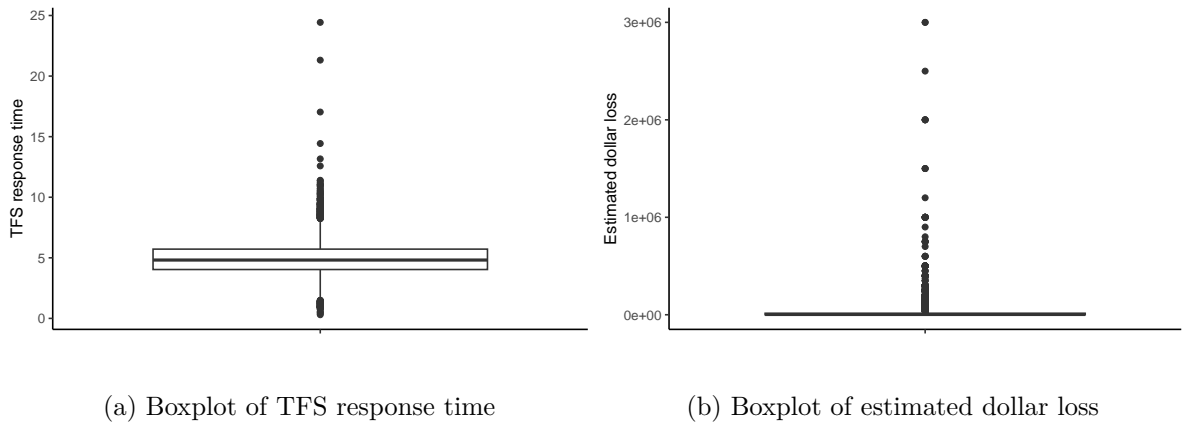 25
20
15
10
5
0
TFS response time
3e+06
2e+06
1e+06
0e+00
Estimated dollar loss
(a) Boxplot of TFS response time
(b) Boxplot of estimated dollar loss